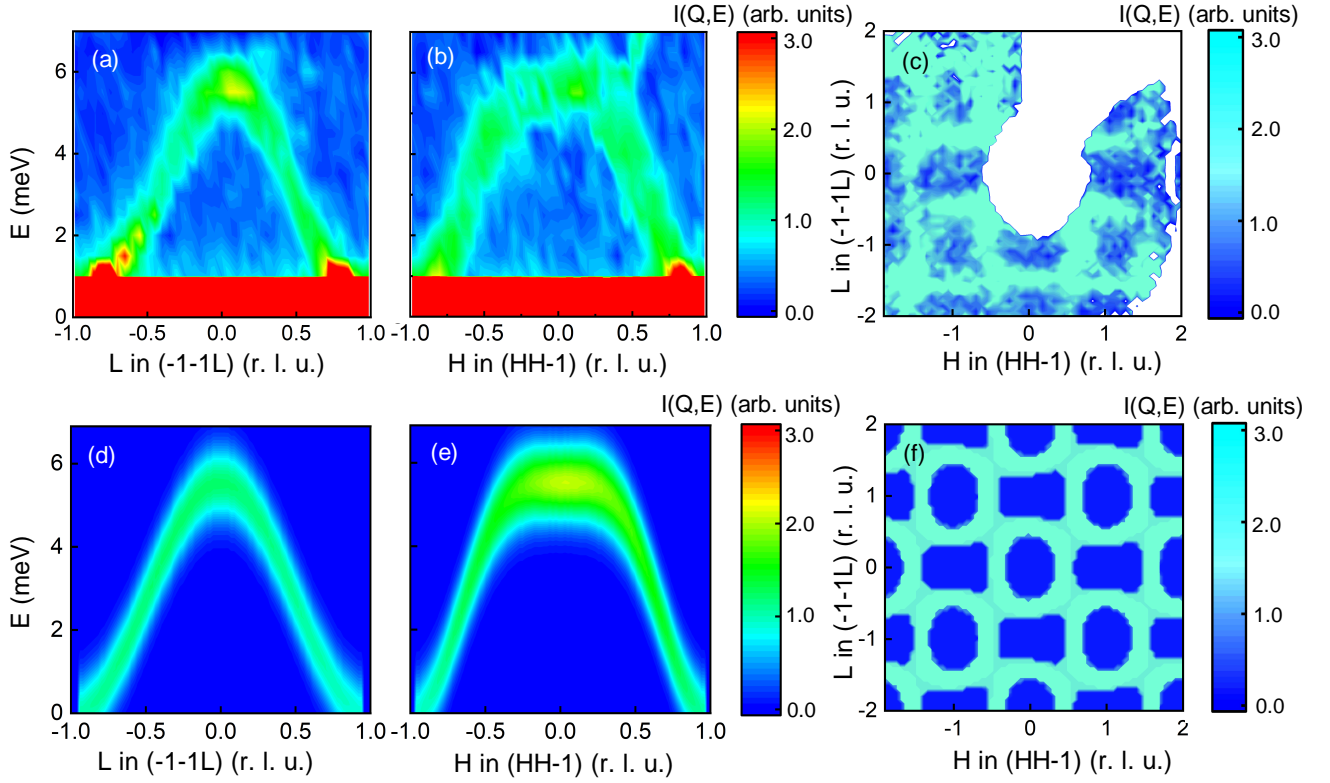 I(Q,E) (arb. units) I(Q,E) (arb. units)
(a) (b) (c)
E (meV)
6
4
2
0
-1.0 -0.5 0.0 0.5 1.0
L in (-1-1L) (r. l. u.)
-1.0 -0.5 0.0 0.5 1.0
H in (HH-1) (r. l. u.)
3.0
2.0
1.0
0.0
L in (-1-1L) (r. l. u.)
2
1
0
-1
-2
-1 0 1 2
H in (HH-1) (r. l. u.)
3.0
2.0
1.0
0.0
I(Q,E) (arb. units) I(Q,E) (arb. units)
(d) (e) (f)
E (meV)
6
4
2
0
-1.0 -0.5 0.0 0.5 1.0
L in (-1-1L) (r. l. u.)
-1.0 -0.5 0.0 0.5 1.0
H in (HH-1) (r. l. u.)
3.0
2.0
1.0
0.0
L in (-1-1L) (r. l. u.)
2
1
0
-1
-2
-1 0 1 2
H in (HH-1) (r. l. u.)
3.0
2.0
1.0
0.0